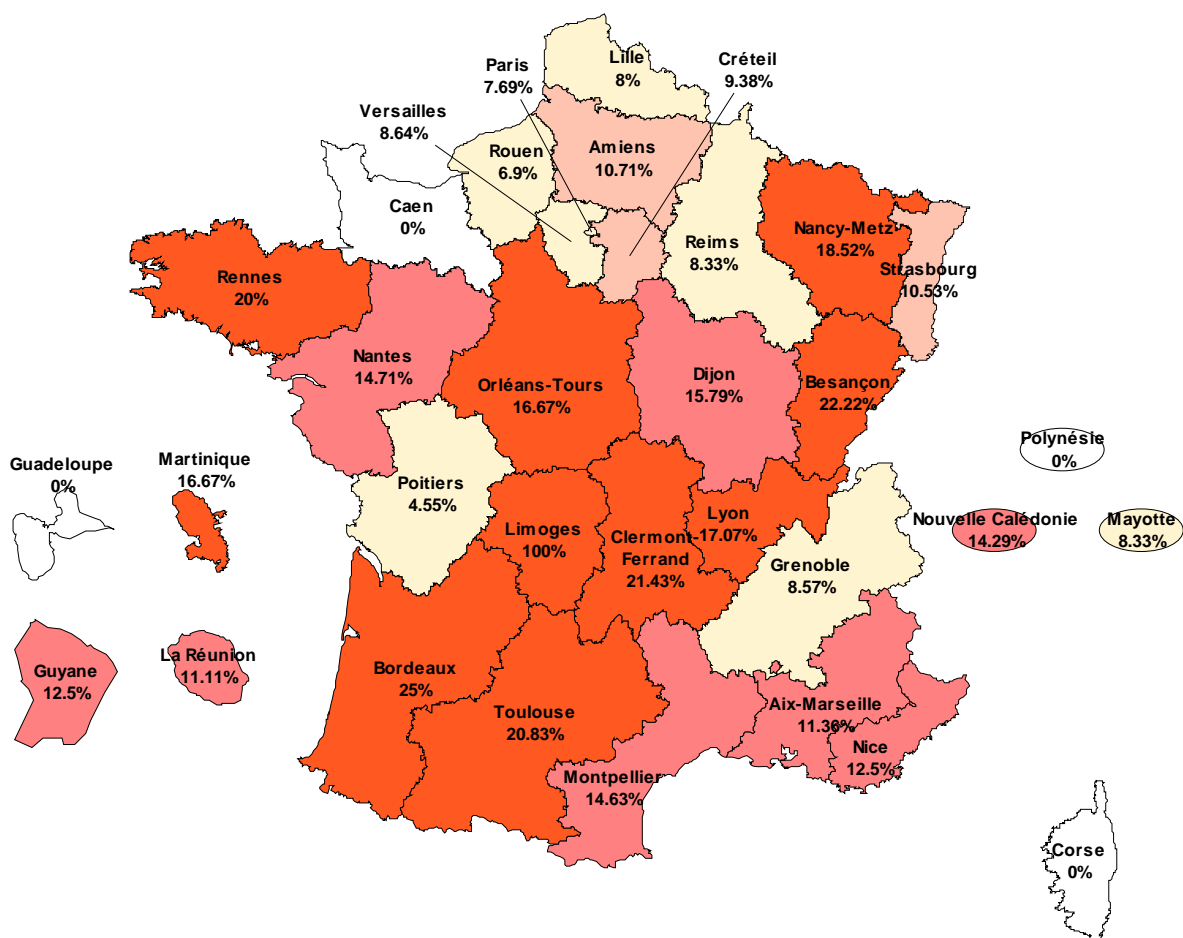 Lille
8%
Paris
7.69%
Créteil
9.38%
Versailles
8.64%
Rouen
6.9%
Amiens
10.71%
Caen
0%
Reims
8.33%
Nancy-Metz
18.52%
Strasbourg
10.53%
Rennes
20%
Nantes
14.71%
Orléans-Tours
16.67%
Dijon
15.79%
Besançon
22.22%
Polynésie
0%
Guadeloupe
0%
Martinique
16.67%
Poitiers
4.55%
Limoges
100%
Clermont-
Ferrand
21.43%
Lyon
17.07%
Nouvelle Calédonie
14.29%
Mayotte
8.33%
Grenoble
8.57%
Guyane
12.5%
La Réunion
11.11%
Bordeaux
25%
Toulouse
20.83%
Aix-Marseille
11.36%
Nice
12.5%
Montpellier
14.63%
Corse
0%